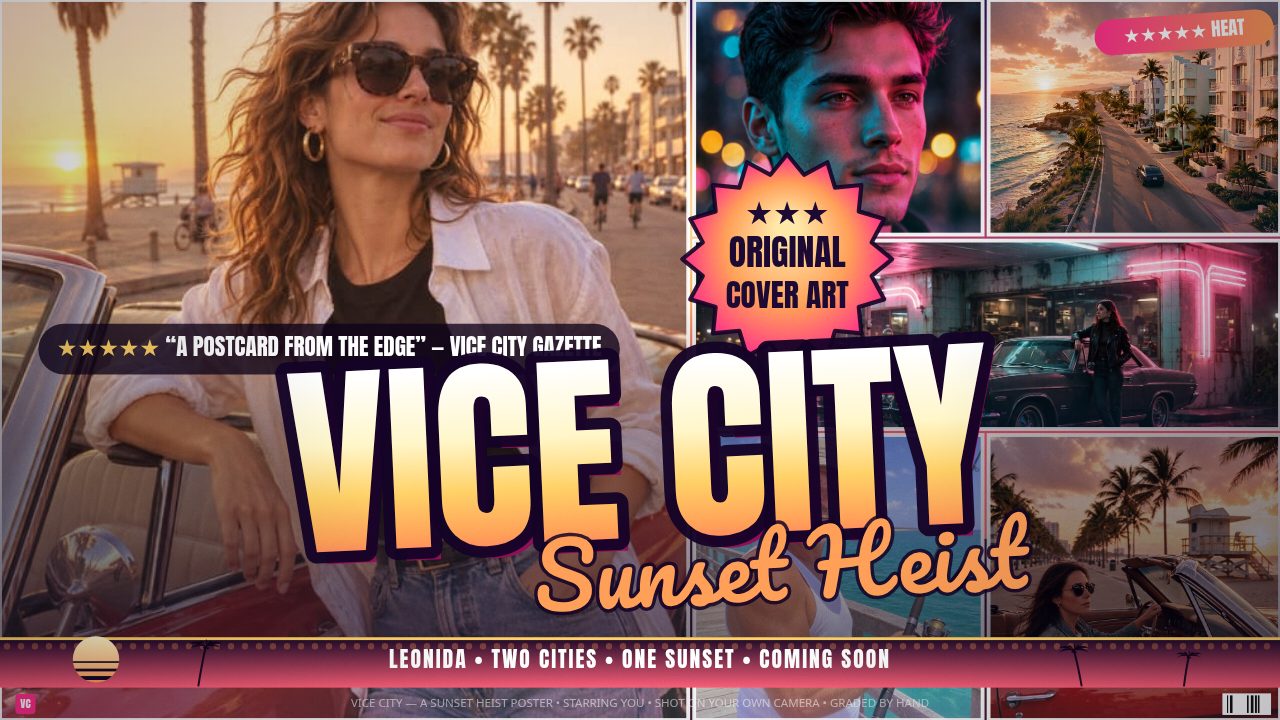 ★★★★★ HEAT
★★★
ORIGINAL
COVER ART
★★★★★ “A POSTCARD FROM THE EDGE” – VICE CITY GAZETTE
VICE CITY
Sunset Heist
LEONIDA • TWO CITIES • ONE SUNSET • COMING SOON
VC
VICE CITY — A SUNSET HEIST POSTER • STARRING YOU • SHOT ON YOUR OWN CAMERA • GRADED BY HAND